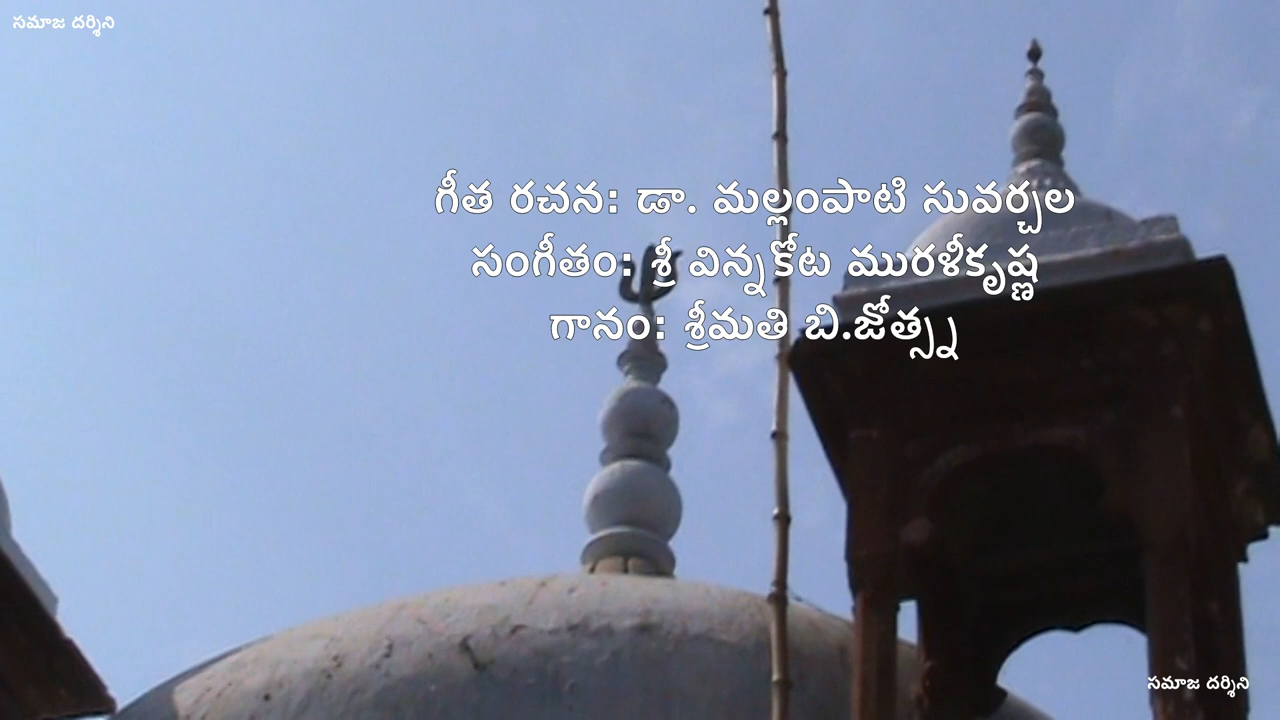 సమాజ దర్శిని
గీత రచన: డా. మల్లంపాటి సువర్చల
సంగీతం: శ్రీ విన్నకోట మురళీకృష్ణ
గానం: శ్రీమతి బి.జోత్స్న
సమాజ దర్శిని